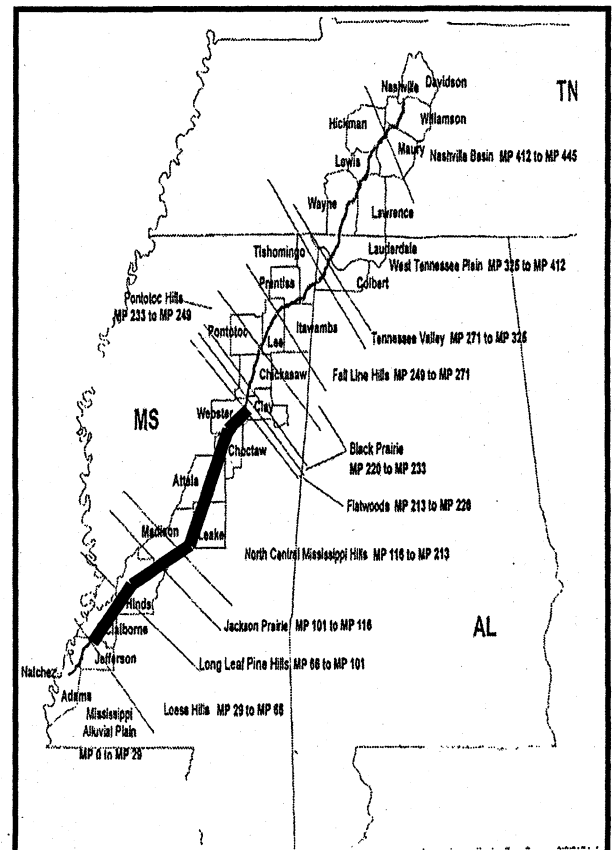 Nashville
Davidson
TN
Hickman
Williamson
Maury
Nashville Basin MP 412 to MP 445
Lewis
Wayne
Lawrence
Lauderdale
Tishomingo
West Tennessee Plain MP 325 to MP 412
Colbert
Prentiss
Pontotoc Hills
MP 233 to MP 249
Itawamba
Pontotoc
Lee
Tennessee Valley MP 271 to MP 325
Chickasaw
Fall Line Hills MP 249 to MP 271
MS
Webster
Clay
Choctaw
Black Prairie
MP 220 to MP 233
Attala
Flatwoods MP 213 to MP 220
Madison
Leake
North Central Mississippi Hills MP 116 to MP 213
Hinds
Jackson Prairie MP 101 to MP 116
AL
Claiborne
Jefferson
Long Leaf Pine Hills MP 66 to MP 101
Natchez
Adams
Loess Hills MP 29 to MP 66
Mississippi
Alluvial Plain
MP 0 to MP 29